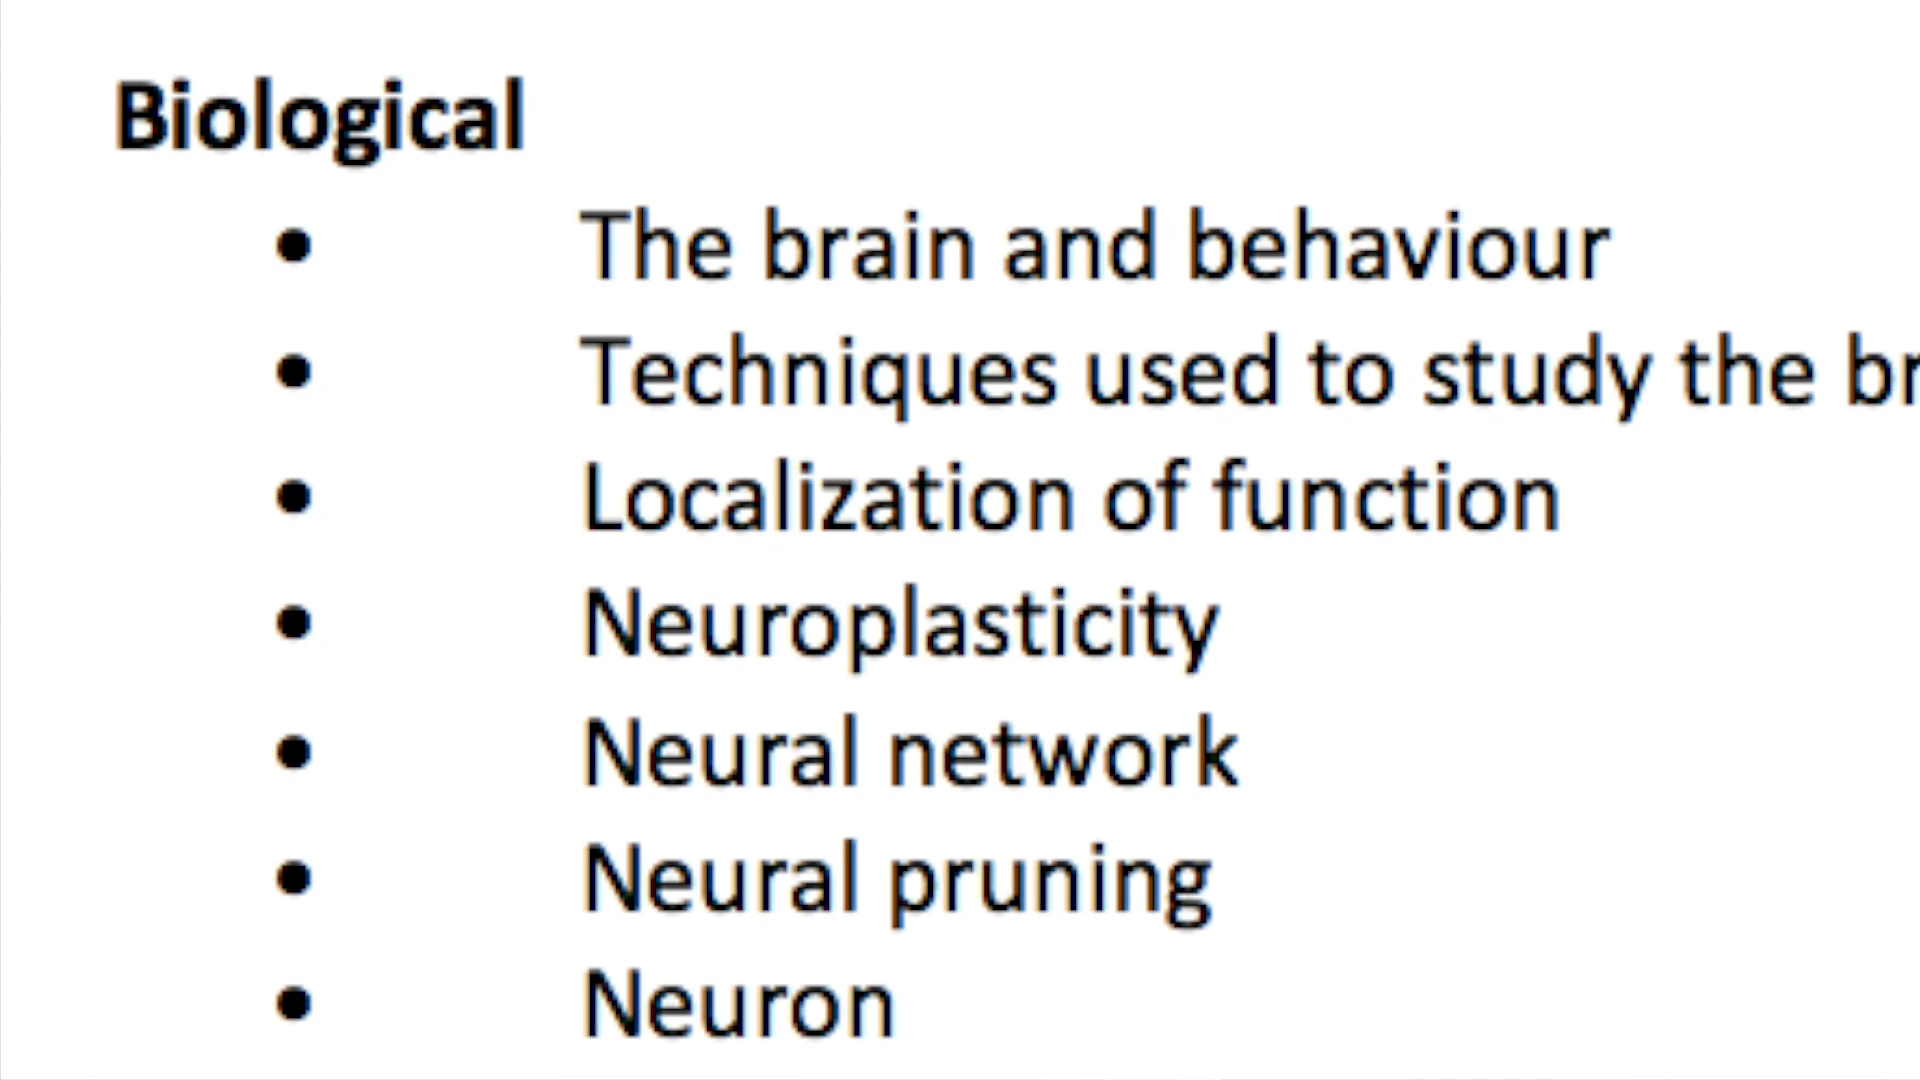 Biological
• The brain and behaviour
• Techniques used to study the
• Localization of function
• Neuroplasticity
• Neural network
• Neural pruning
• Neuron